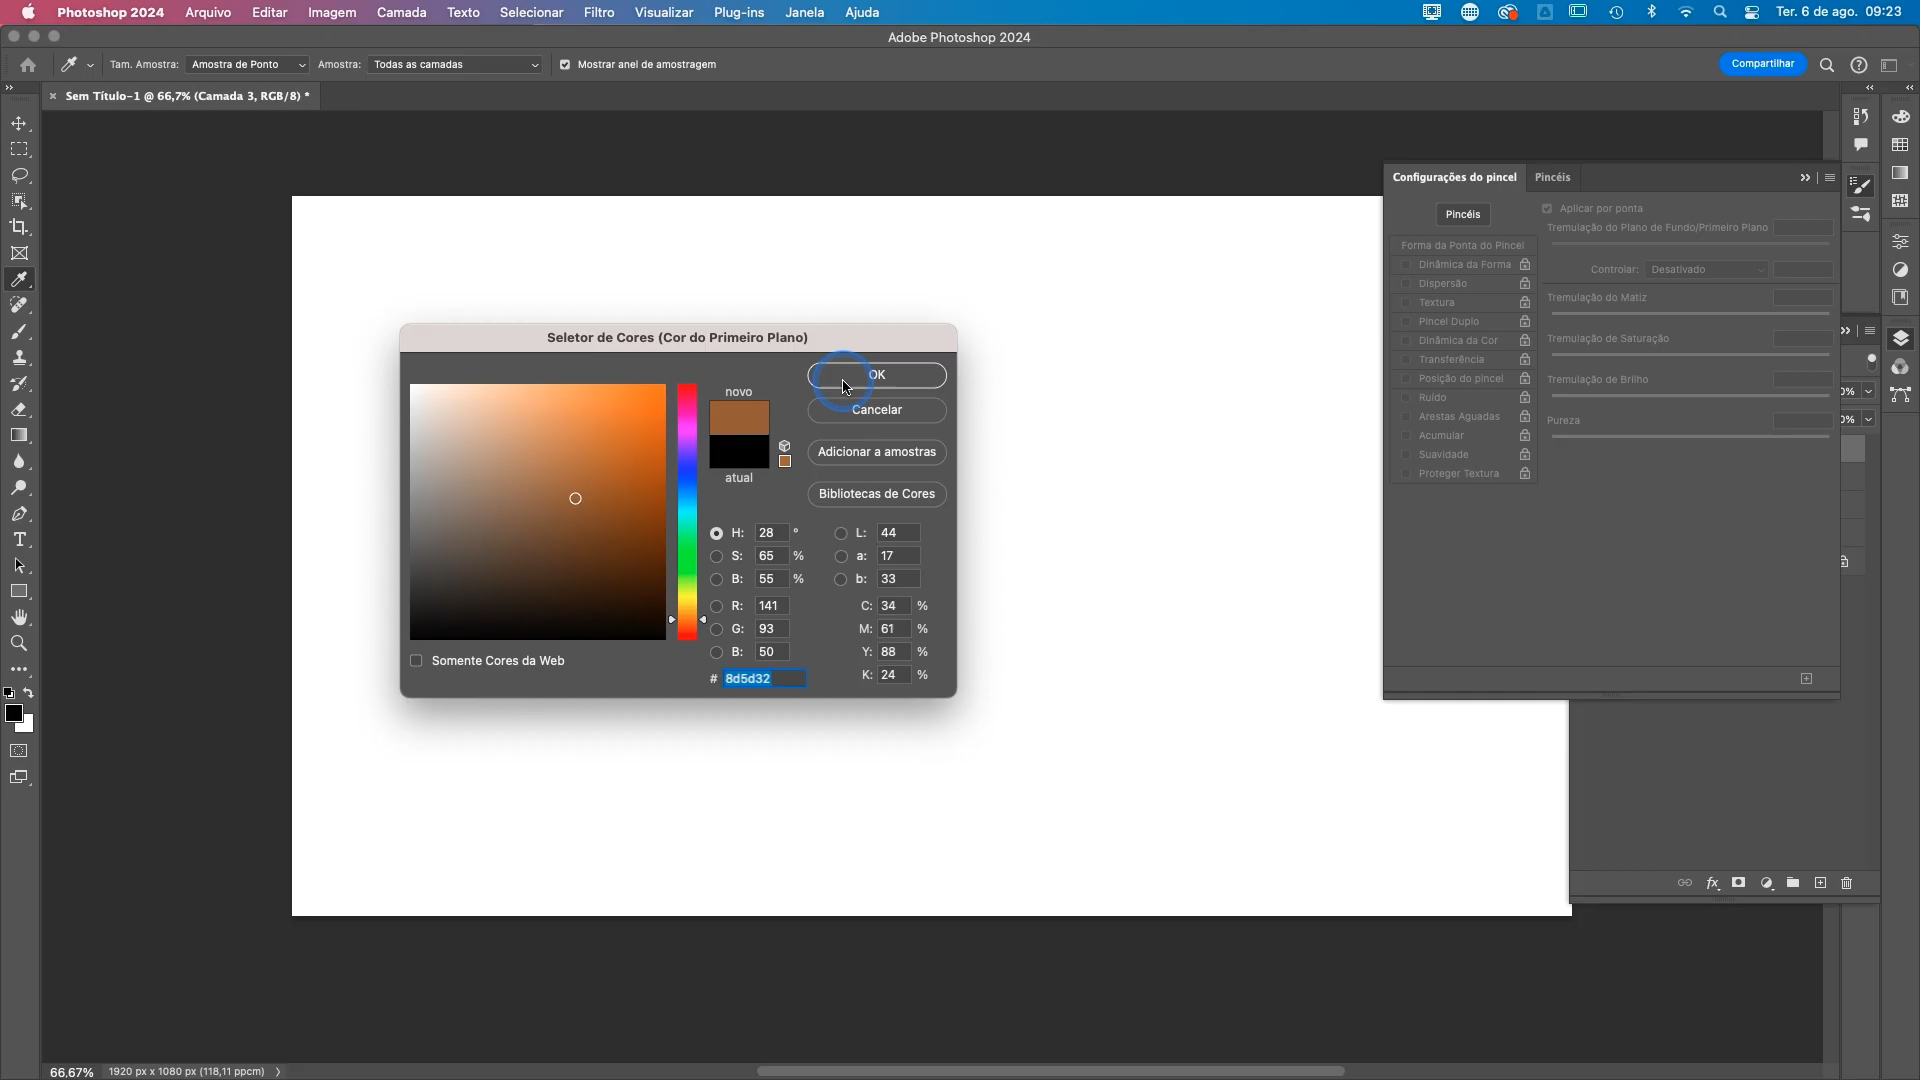 Photoshop 2024 Arquivo Editar Imagem Camada Texto Selecionar Filtro Visualizar Plug-ins Janela Ajuda Ter. 6 de ago. 09:23
Adobe Photoshop 2024
Tam. Amostra: Amostra de Ponto Amostra: Todas as camadas Mostrar anel de amostragem Compartilhar
Sem Título-1 @ 66,7% (Camada 3, RGB/8) *
Configurações do pincel Pincéis
Pincéis
Aplicar por ponta
Tremulação do Plano de Fundo/Primeiro Plano
Forma da Ponta do Pincel
Dinâmica da Forma
Controlar: Desativado
Dispersão
Textura
Tremulação do Matiz
Pincel Duplo
Dinâmica da Cor
Tremulação de Saturação
Transferência
Posição do pincel
Tremulação de Brilho
Ruído
Arestas Aguadas
Pureza
Acumular
Suavidade
Proteger Textura
0%
0%
Seletor de Cores (Cor do Primeiro Plano)
novo
atual
OK
Cancelar
Adicionar a amostras
Bibliotecas de Cores
H: 28 ° L: 44
S: 65 % a: 17
B: 55 % b: 33
R: 141 C: 34 %
G: 93 M: 61 %
B: 50 Y: 88 %
# 8d5d32 K: 24 %
Somente Cores da Web
66,67% 1920 px x 1080 px (118,11 ppcm)